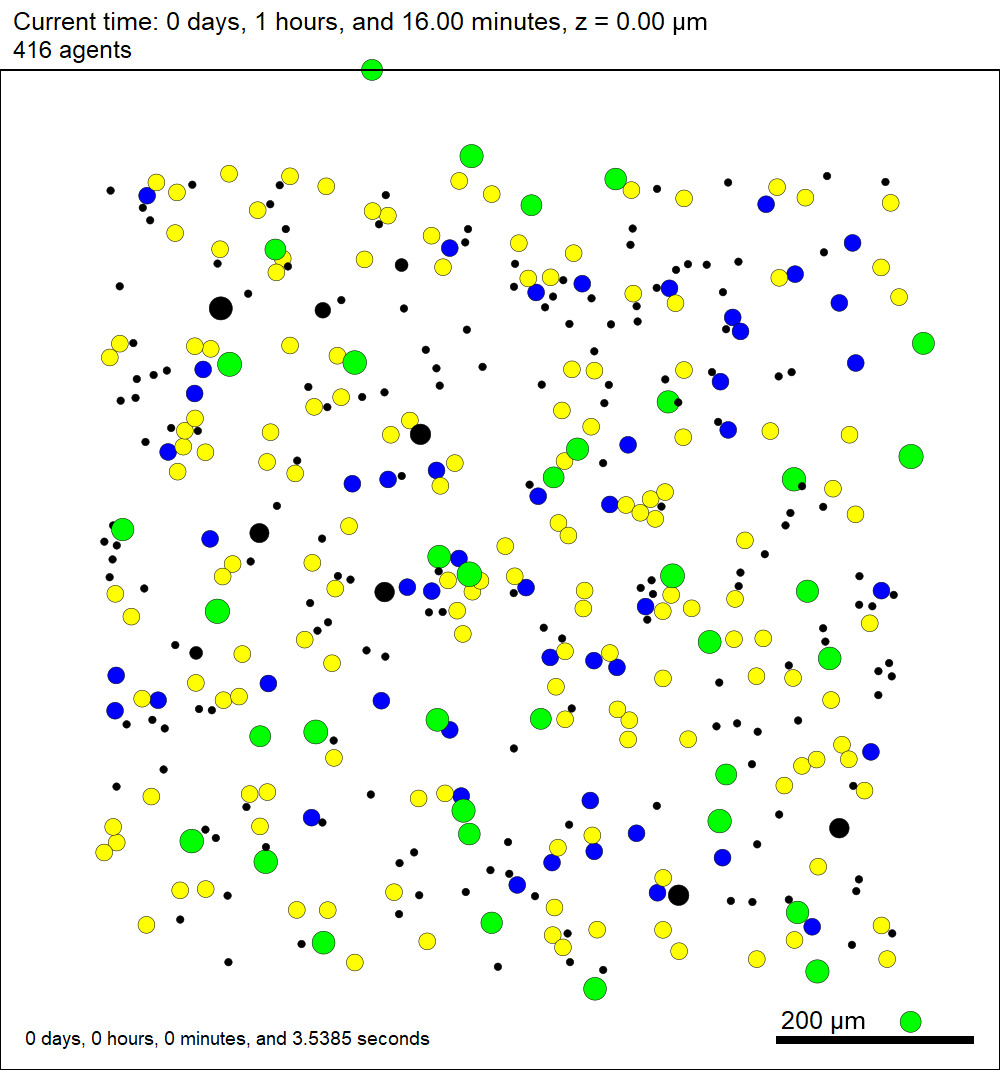 Current time: 0 days, 1 hours, and 16.00 minutes, z = 0.00 µm
416 agents
200 µm
0 days, 0 hours, 0 minutes, and 3.5385 seconds